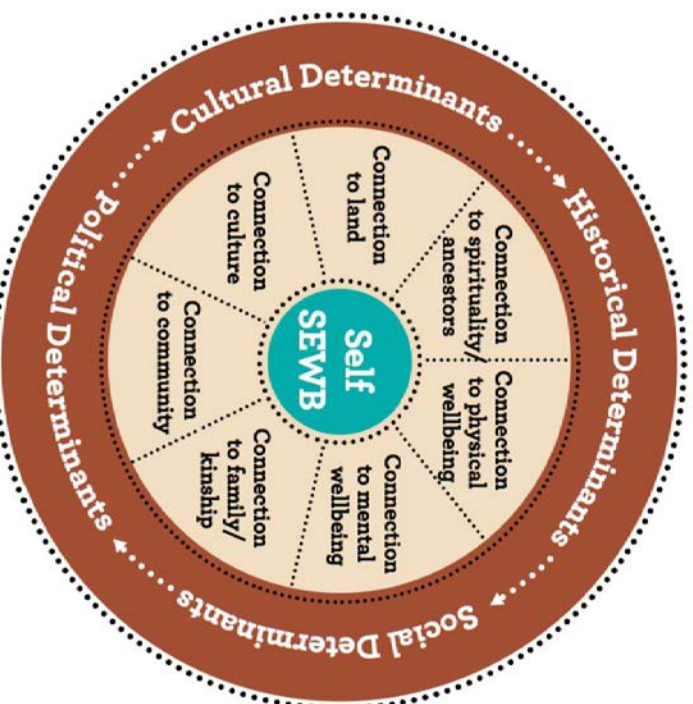 Historical Determinants
Social Determinants
Political Determinants
Cultural Determinants
Connection
to spirituality/
ancestors
Connection
to physical
wellbeing
Connection
to mental
wellbeing
Connection
to family/
kinship
Connection
to community
Connection
to culture
Connection
to land
Self
SEWB